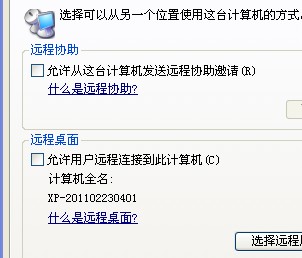 选择可以从另一个位置使用这台计算机的方式。
远程协助
允许从这台计算机发送远程协助邀请(R)
什么是远程协助?
远程桌面
允许用户远程连接到此计算机(C)
计算机全名:
XP-201102230401
什么是远程桌面?
选择远程